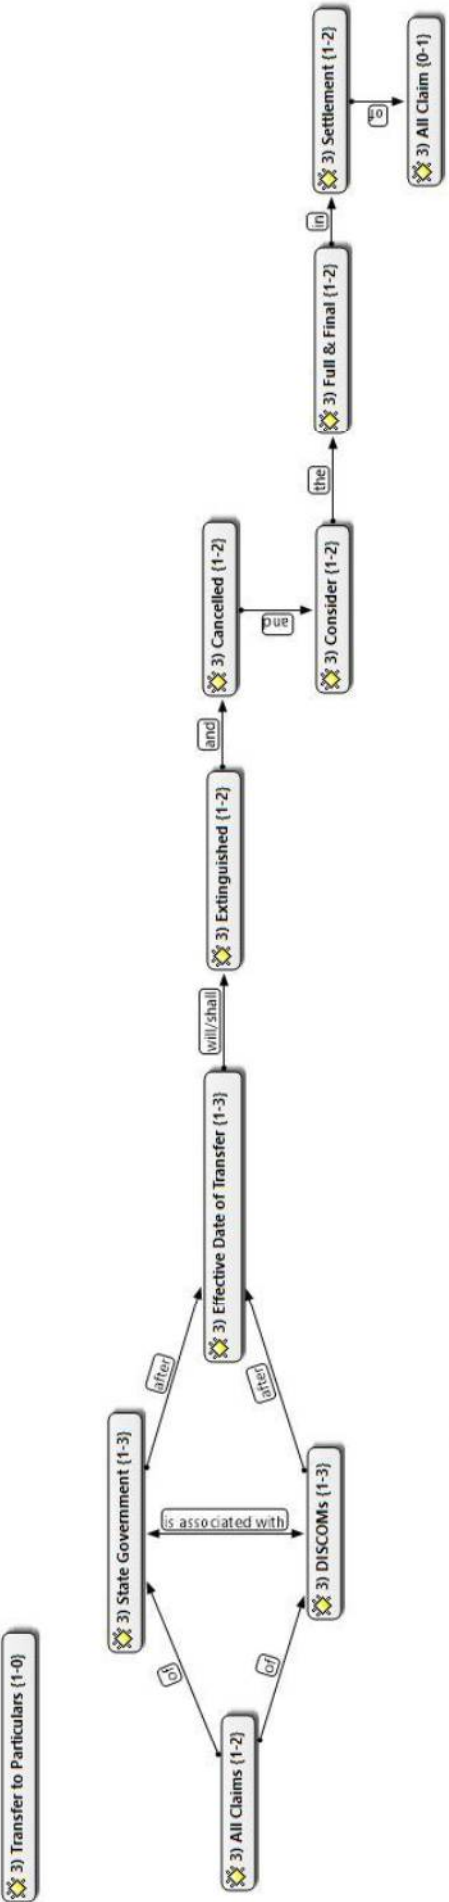 3) Transfer to Particulars {1-0}
3) All Claims {1-2}
of
of
3) State Government {1-3}
is associated with
3) DISCOMs {1-3}
after
after
3) Effective Date of Transfer {1-3}
will/shall
3) Extinguished {1-2}
and
3) Cancelled {1-2}
and
3) Consider {1-2}
the
3) Full & Final {1-2}
in
3) Settlement {1-2}
of
3) All Claim {0-1}